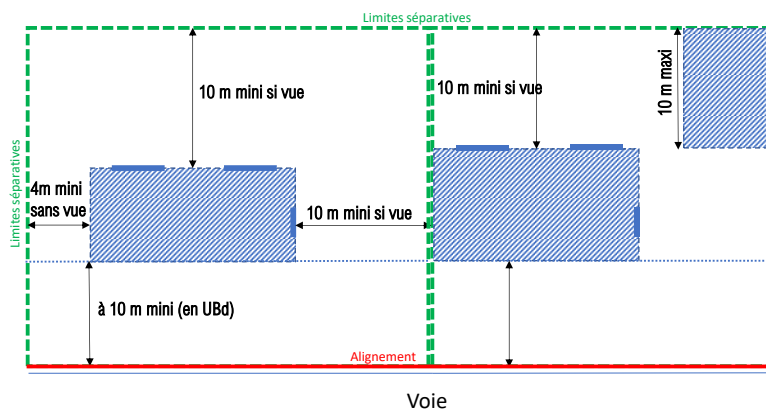 Limites séparatives
10 m mini si vue
10 m mini si vue
10 m maxi
Limites séparatives
4m mini
sans vue
10 m mini si vue
à 10 m mini (en UBd)
Alignement
Voie